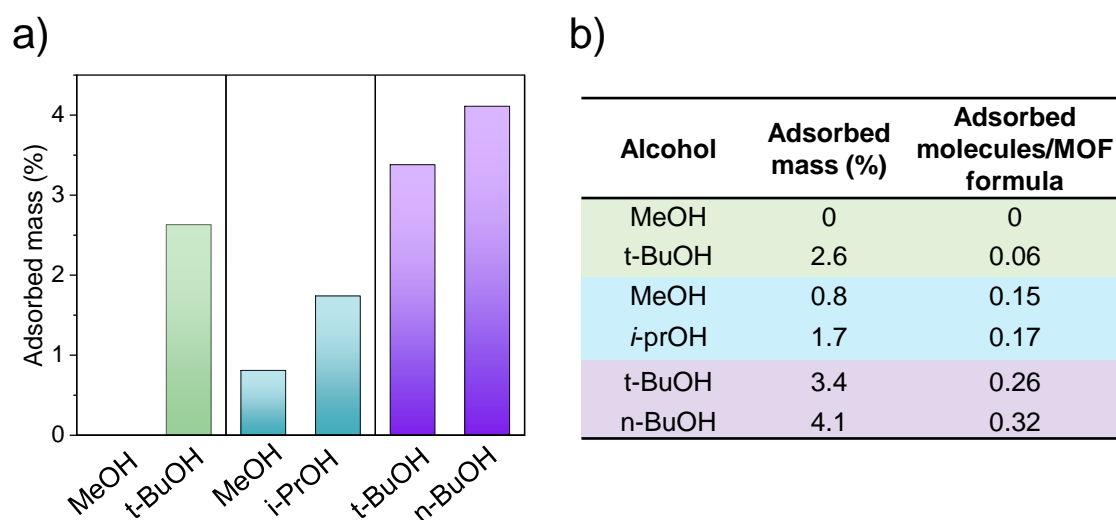 a)
Adsorbed mass (%)
4
3
2
1
0
MeOH
t-BuOH
MeOH
i-PrOH
t-BuOH
n-BuOH
b)
Alcohol
Adsorbed
mass (%)
Adsorbed
molecules/MOF
formula
MeOH 0 0
t-BuOH 2.6 0.06
MeOH 0.8 0.15
i-prOH 1.7 0.17
t-BuOH 3.4 0.26
n-BuOH 4.1 0.32